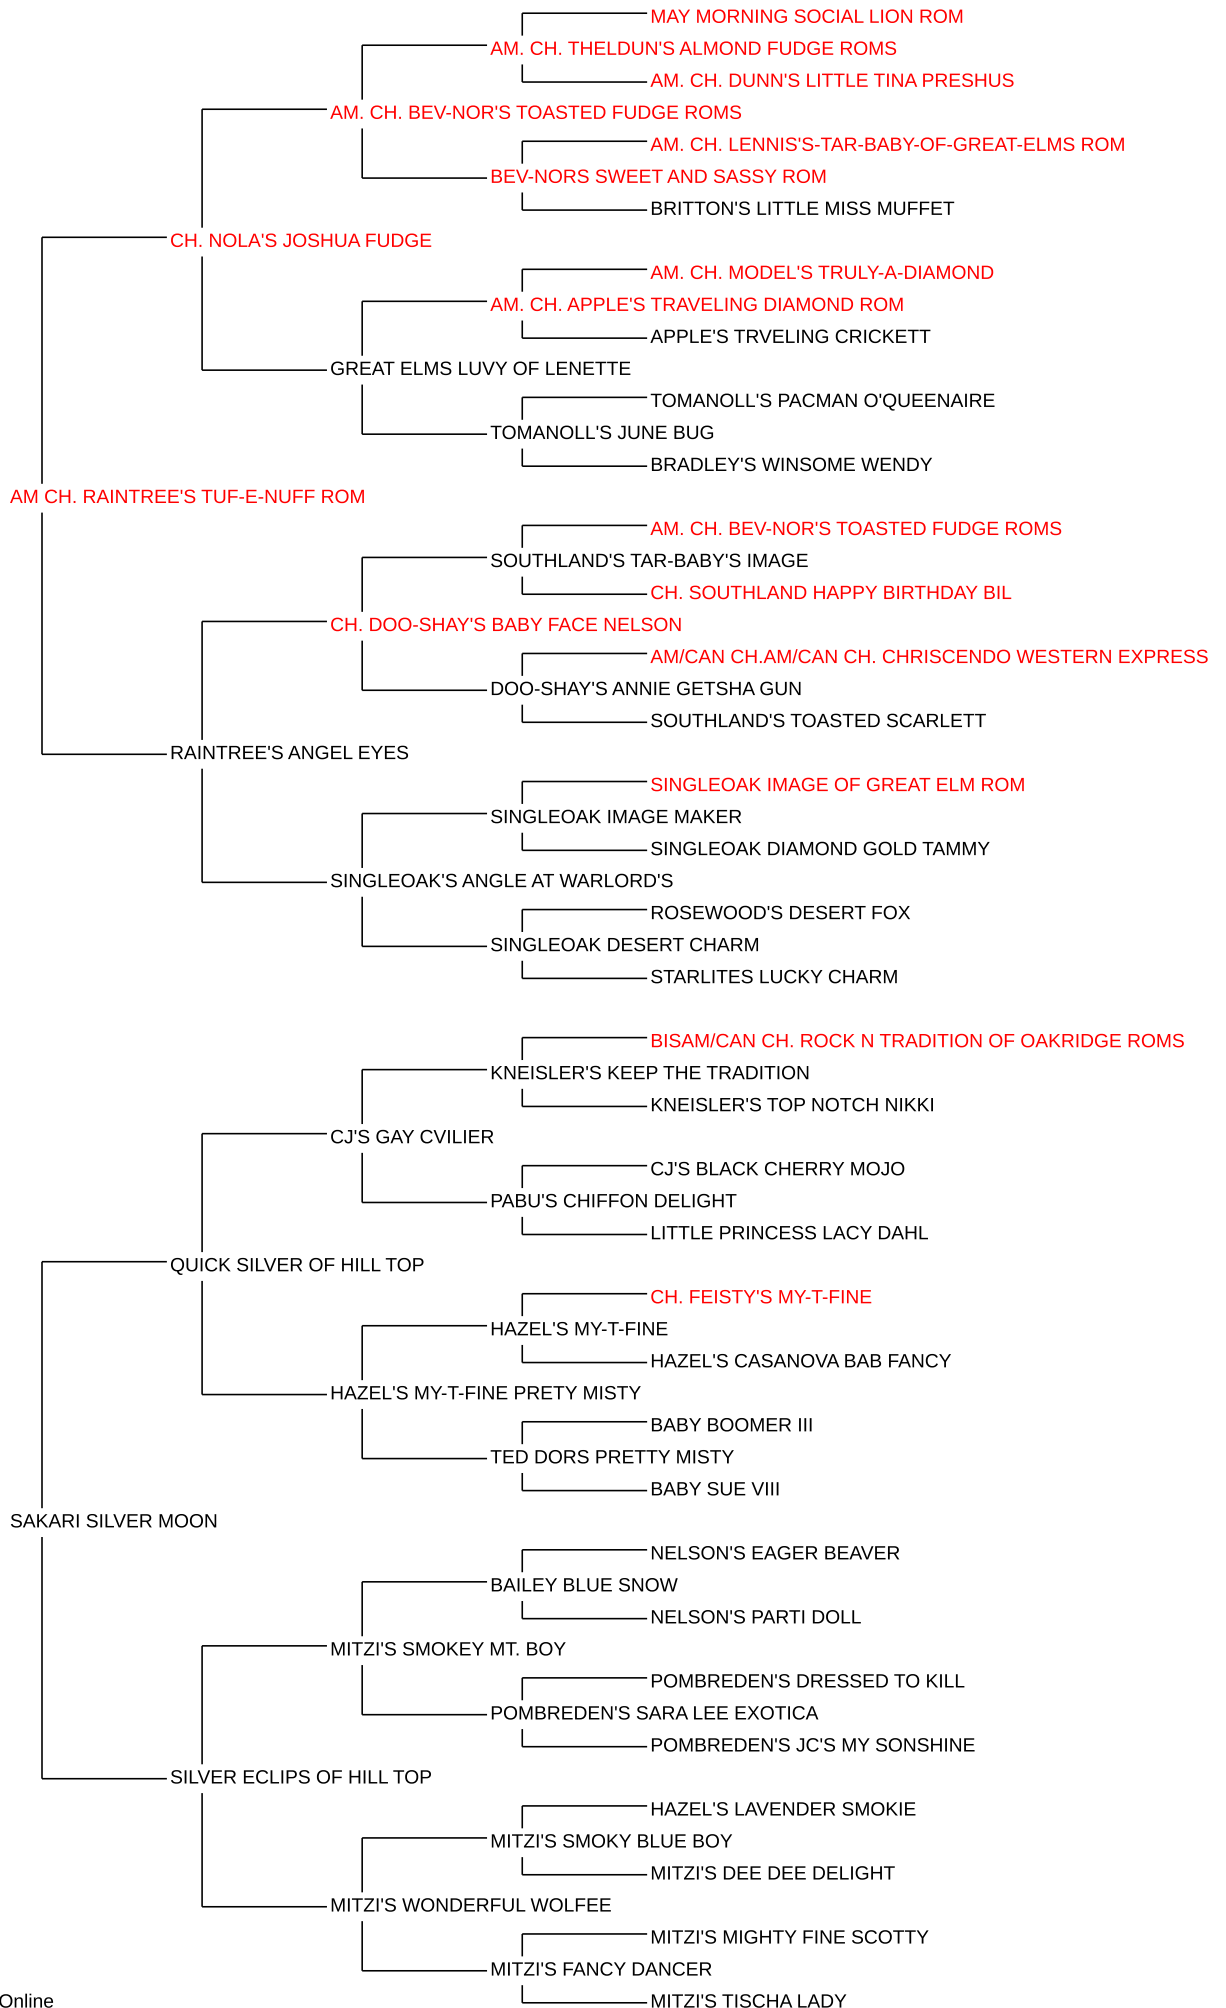 MAY MORNING SOCIAL LION ROM
AM. CH. THELDUN'S ALMOND FUDGE ROMS
AM. CH. DUNN'S LITTLE TINA PRESHUS
AM. CH. BEV-NOR'S TOASTED FUDGE ROMS
AM. CH. LENNIS'S-TAR-BABY-OF-GREAT-ELMS ROM
BEV-NORS SWEET AND SASSY ROM
BRITTON'S LITTLE MISS MUFFET
CH. NOLA'S JOSHUA FUDGE
AM. CH. MODEL'S TRULY-A-DIAMOND
AM. CH. APPLE'S TRAVELING DIAMOND ROM
APPLE'S TRVELING CRICKETT
GREAT ELMS LUVY OF LENETTE
TOMANOLL'S PACMAN O'QUEENAIRE
TOMANOLL'S JUNE BUG
BRADLEY'S WINSOME WENDY
AM CH. RAINTREE'S TUF-E-NUFF ROM
AM. CH. BEV-NOR'S TOASTED FUDGE ROMS
SOUTHLAND'S TAR-BABY'S IMAGE
CH. SOUTHLAND HAPPY BIRTHDAY BIL
CH. DOO-SHAY'S BABY FACE NELSON
AM/CAN CH.AM/CAN CH. CHRISCENDO WESTERN EXPRESS
DOO-SHAY'S ANNIE GETSHA GUN
SOUTHLAND'S TOASTED SCARLETT
RAINTREE'S ANGEL EYES
SINGLEOAK IMAGE OF GREAT ELM ROM
SINGLEOAK IMAGE MAKER
SINGLEOAK DIAMOND GOLD TAMMY
SINGLEOAK'S ANGLE AT WARLORD'S
ROSEWOOD'S DESERT FOX
SINGLEOAK DESERT CHARM
STARLITES LUCKY CHARM
BISAM/CAN CH. ROCK N TRADITION OF OAKRIDGE ROMS
KNEISLER'S KEEP THE TRADITION
KNEISLER'S TOP NOTCH NIKKI
CJ'S GAY CVILIER
CJ'S BLACK CHERRY MOJO
PABU'S CHIFFON DELIGHT
LITTLE PRINCESS LACY DAHL
QUICK SILVER OF HILL TOP
CH. FEISTY'S MY-T-FINE
HAZEL'S MY-T-FINE
HAZEL'S CASANOVA BAB FANCY
HAZEL'S MY-T-FINE PRETY MISTY
BABY BOOMER III
TED DORS PRETTY MISTY
BABY SUE VIII
SAKARI SILVER MOON
NELSON'S EAGER BEAVER
BAILEY BLUE SNOW
NELSON'S PARTI DOLL
MITZI'S SMOKEY MT. BOY
POMBREDEN'S DRESSED TO KILL
POMBREDEN'S SARA LEE EXOTICA
POMBREDEN'S JC'S MY SONSHINE
SILVER ECLIPS OF HILL TOP
HAZEL'S LAVENDER SMOKIE
MITZI'S SMOKY BLUE BOY
MITZI'S DEE DEE DELIGHT
MITZI'S WONDERFUL WOLFEE
MITZI'S MIGHTY FINE SCOTTY
MITZI'S FANCY DANCER
MITZI'S TISCHA LADY
Online